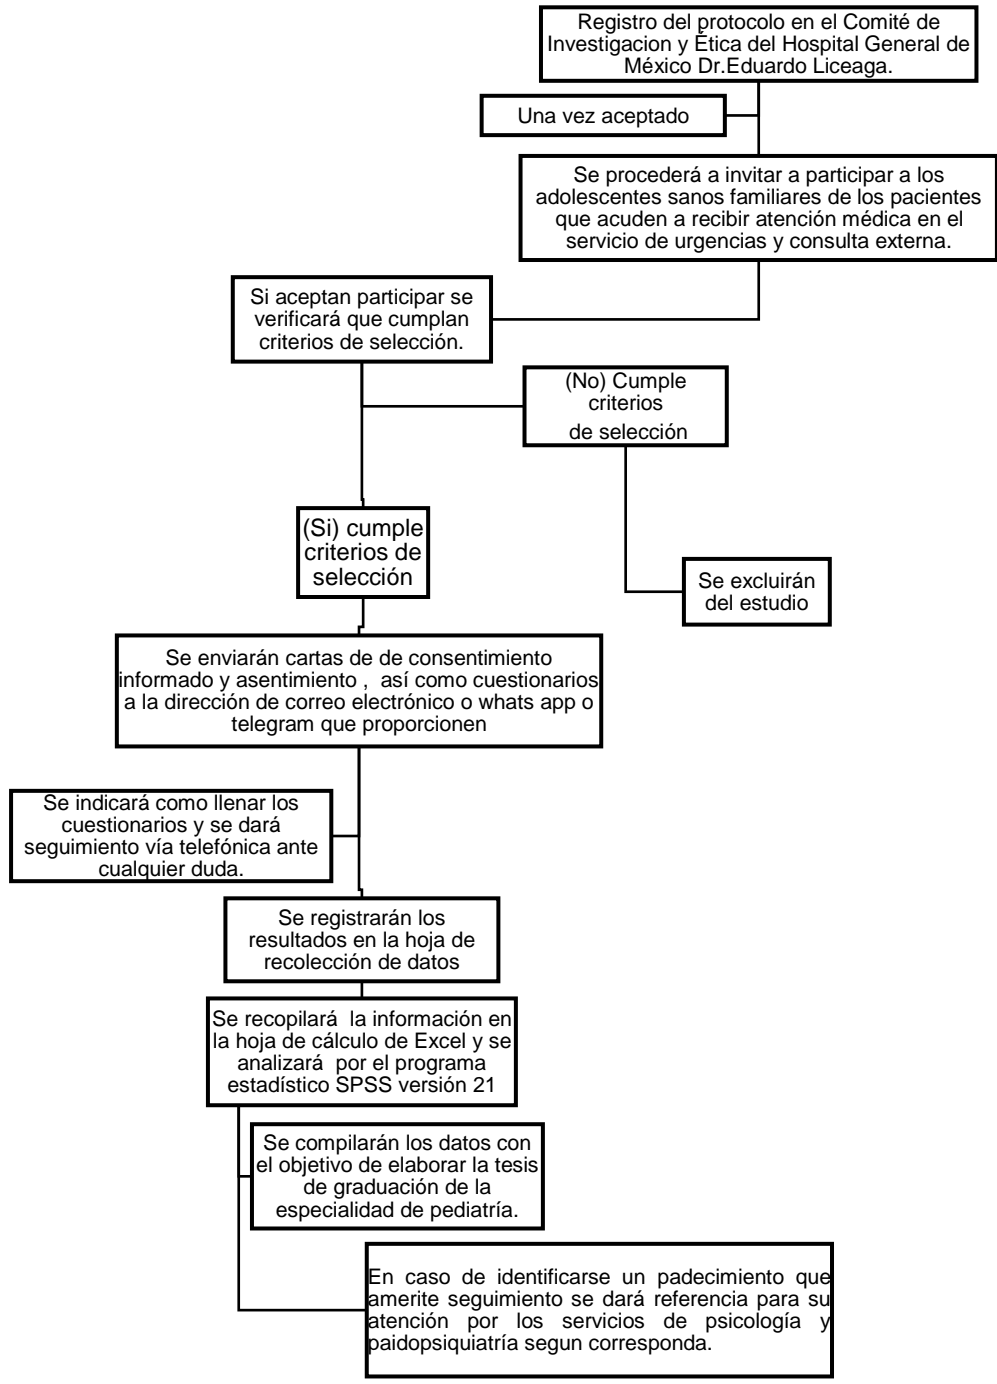 Registro del protocolo en el Comité de
Investigacion y Ética del Hospital General de
México Dr.Eduardo Liceaga.
Una vez aceptado
Se procederá a invitar a participar a los
adolescentes sanos familiares de los pacientes
que acuden a recibir atención médica en el
servicio de urgencias y consulta externa.
Si aceptan participar se
verificará que cumplan
criterios de selección.
(No) Cumple
criterios
de selección
(Si) cumple
criterios de
selección
Se excluirán
del estudio
Se enviarán cartas de de consentimiento
informado y asentimiento , así como cuestionarios
a la dirección de correo electrónico o whats app o
telegram que proporcionen
Se indicará como llenar los
cuestionarios y se dará
seguimiento vía telefónica ante
cualquier duda.
Se registrarán los
resultados en la hoja de
recolección de datos
Se recopilará la información en
la hoja de cálculo de Excel y se
analizará por el programa
estadístico SPSS versión 21
Se compilarán los datos con
el objetivo de elaborar la tesis
de graduación de la
especialidad de pediatría.
En caso de identificarse un padecimiento que
amerite seguimiento se dará referencia para su
atención por los servicios de psicología y
paidopsiquiatría segun corresponda.